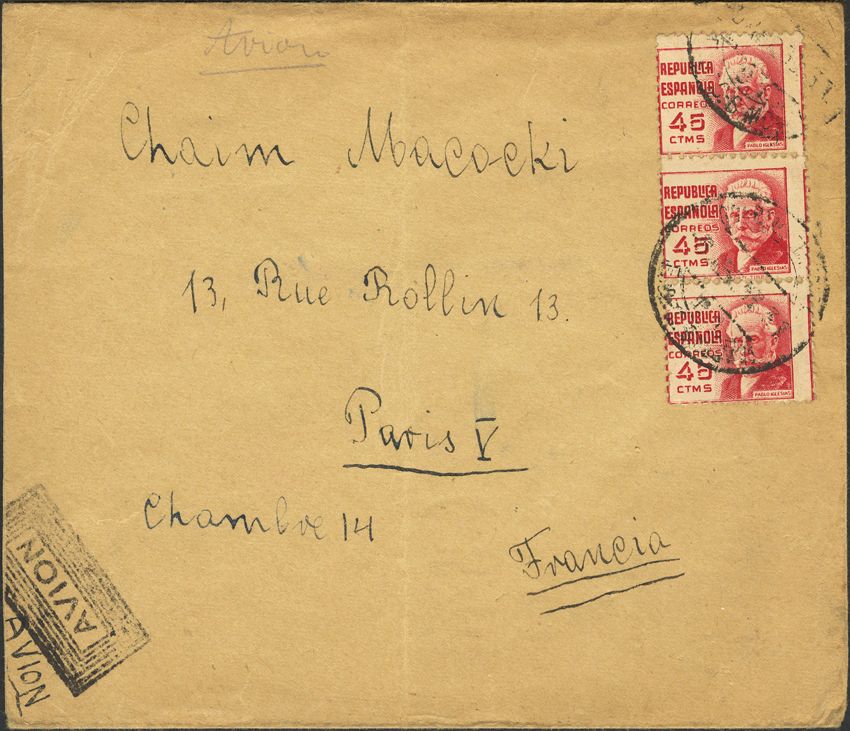 Avion
Chaim Macocki
13, Rue Rollin 13.
Paris V
Chambre 14
Francia
REPUBLICA
ESPAÑOLA
CORREOS
45
CTMS
PABLO IGLESIAS
REPUBLICA
ESPAÑOLA
CORREOS
45
CTMS
PABLO IGLESIAS
REPUBLICA
ESPAÑOLA
CORREOS
45
CTMS
PABLO IGLESIAS
AVION
AVION